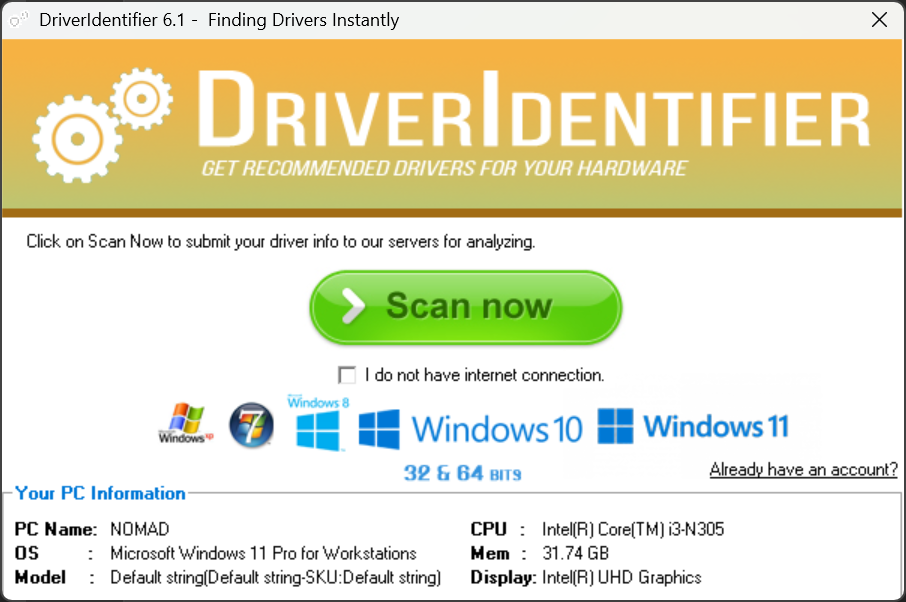 DriverIdentifier 6.1 - Finding Drivers Instantly
DRIVERIDENTIFIER
GET RECOMMENDED DRIVERS FOR YOUR HARDWARE
Click on Scan Now to submit your driver info to our servers for analyzing.
Scan now
I do not have internet connection.
Windows xp
7
Windows 8
Windows 10
Windows 11
32 & 64 BITS
Already have an account?
Your PC Information
PC Name: NOMAD
CPU : Intel(R) Core(TM) i3-N305
OS : Microsoft Windows 11 Pro for Workstations
Mem : 31.74 GB
Model : Default string(Default string-SKU:Default string)
Display: Intel(R) UHD Graphics